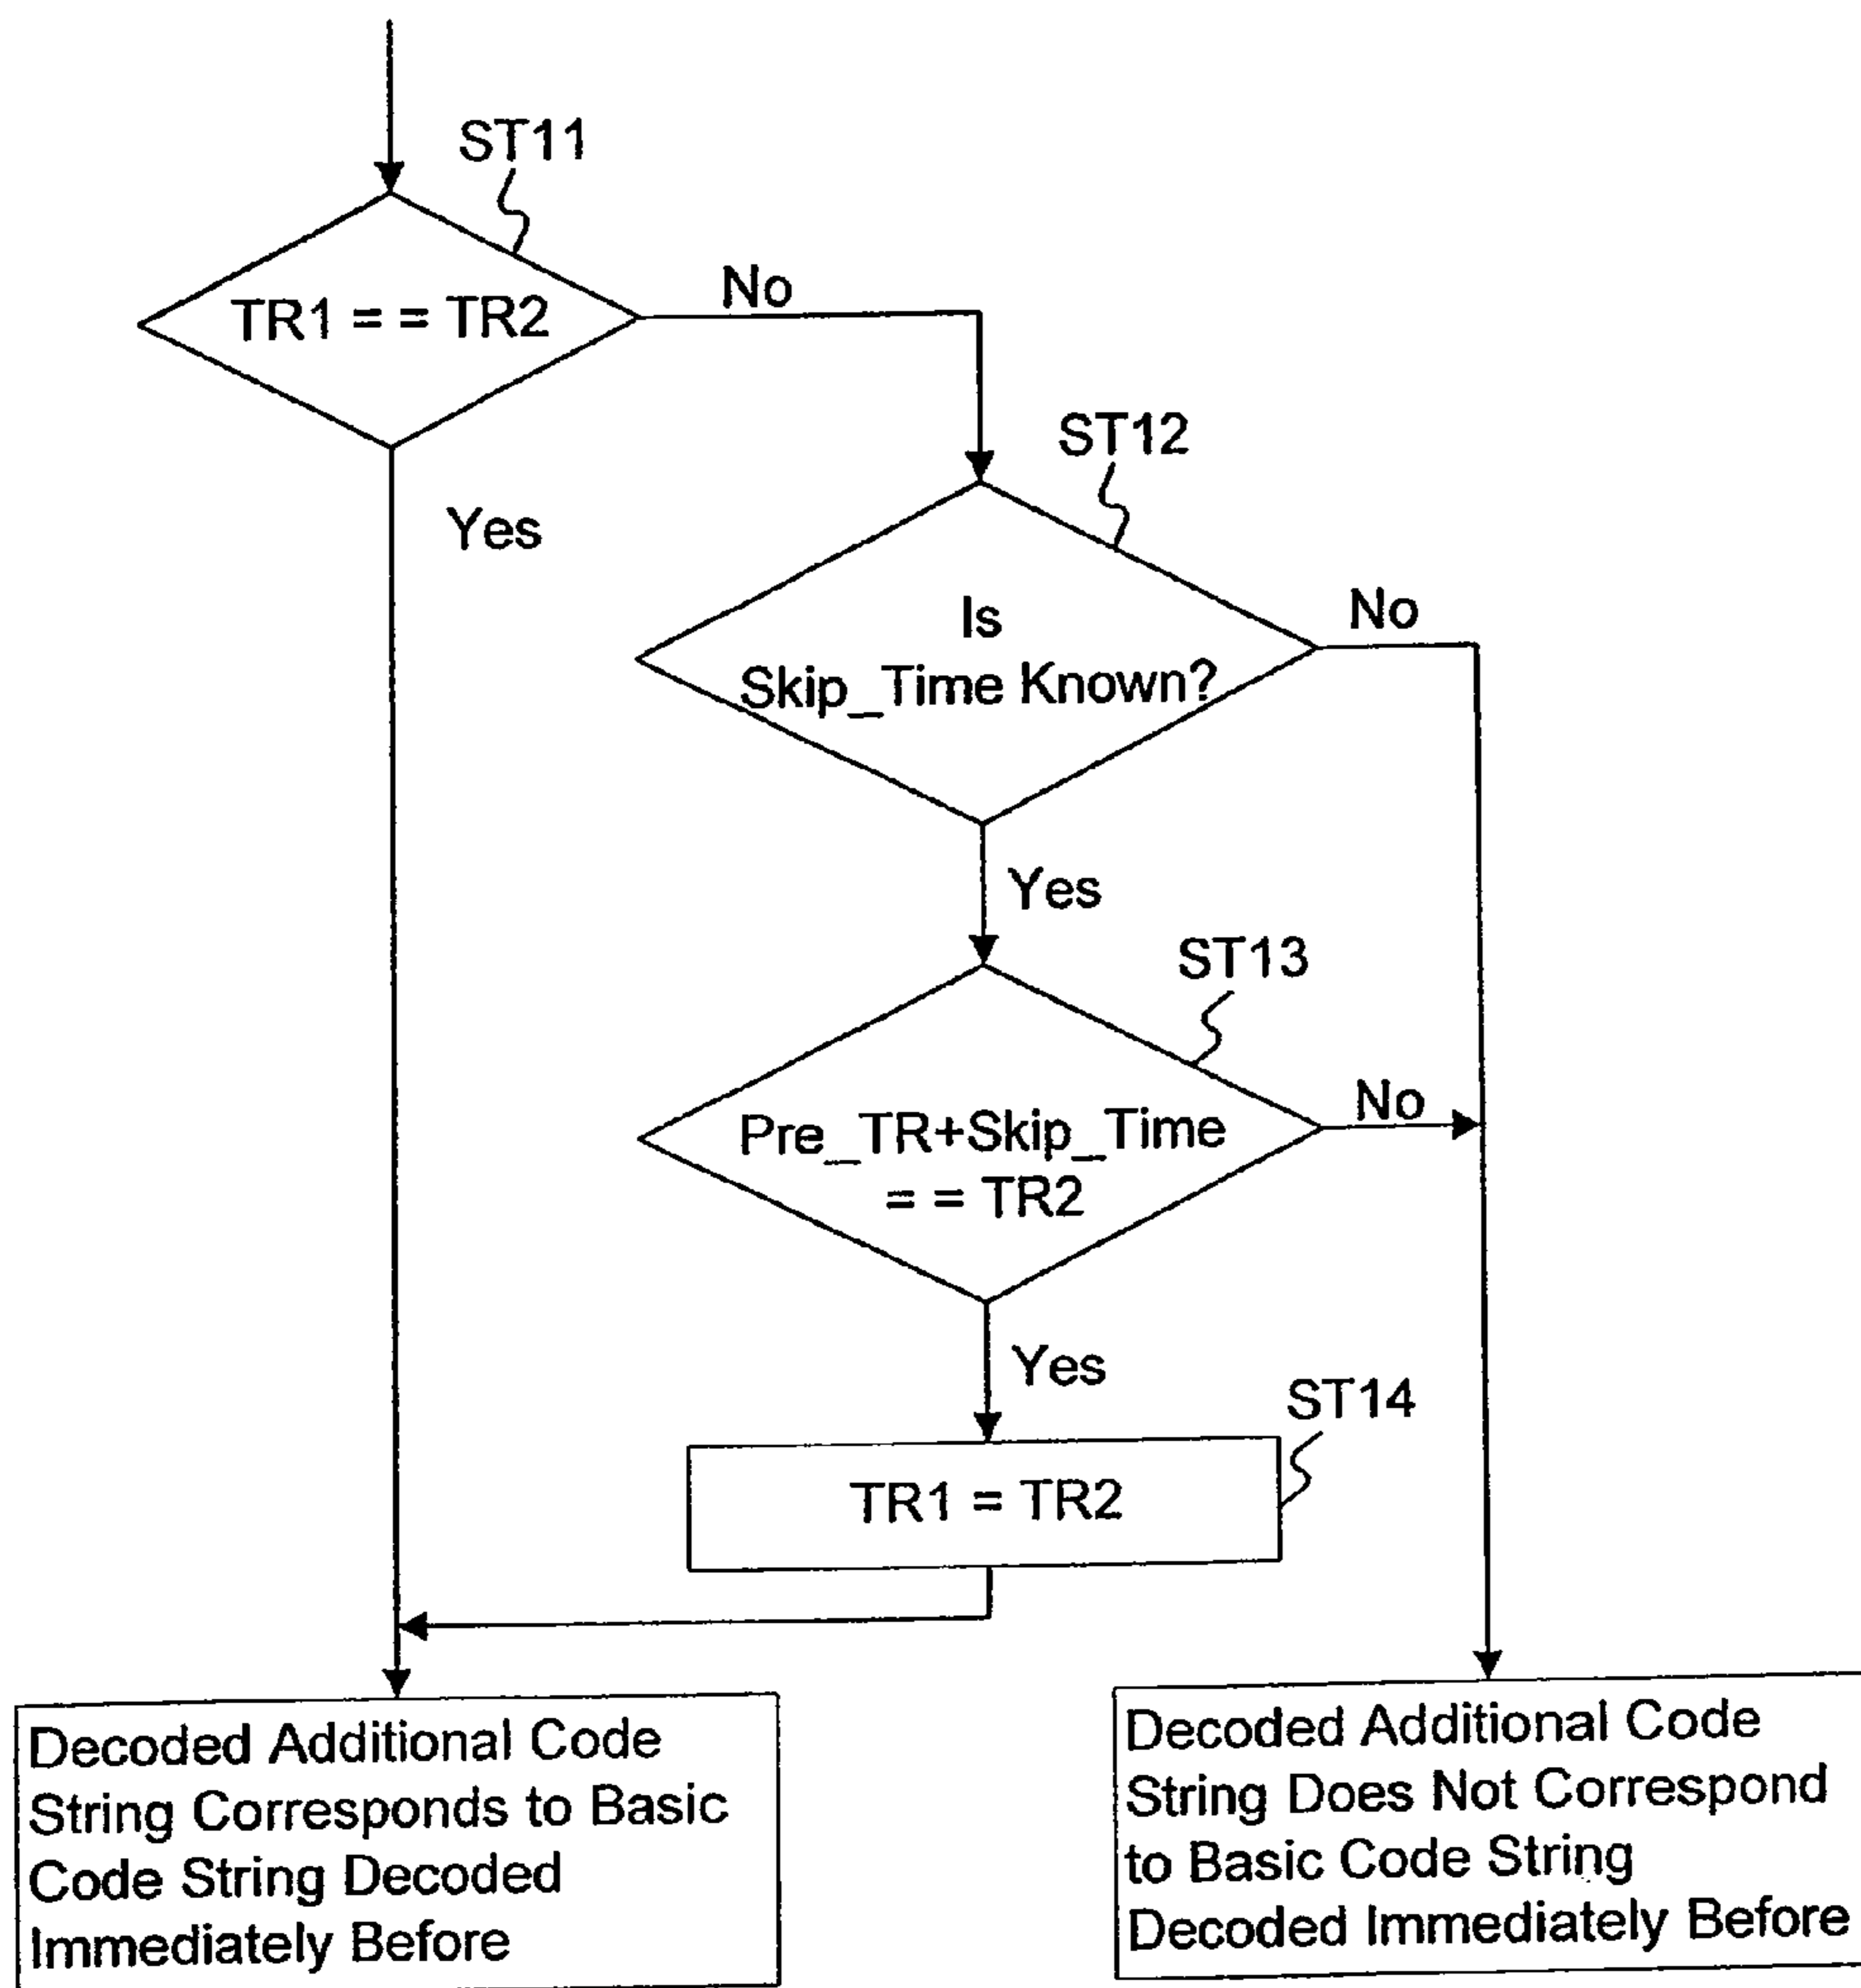 ST11
TR1 = = TR2
No
Yes
ST12
Is
Skip_Time Known?
No
Yes
ST13
Pre_TR+Skip_Time
= = TR2
No
Yes
ST14
TR1 = TR2
Decoded Additional Code
String Corresponds to Basic
Code String Decoded
Immediately Before
Decoded Additional Code
String Does Not Correspond
to Basic Code String
Decoded Immediately Before